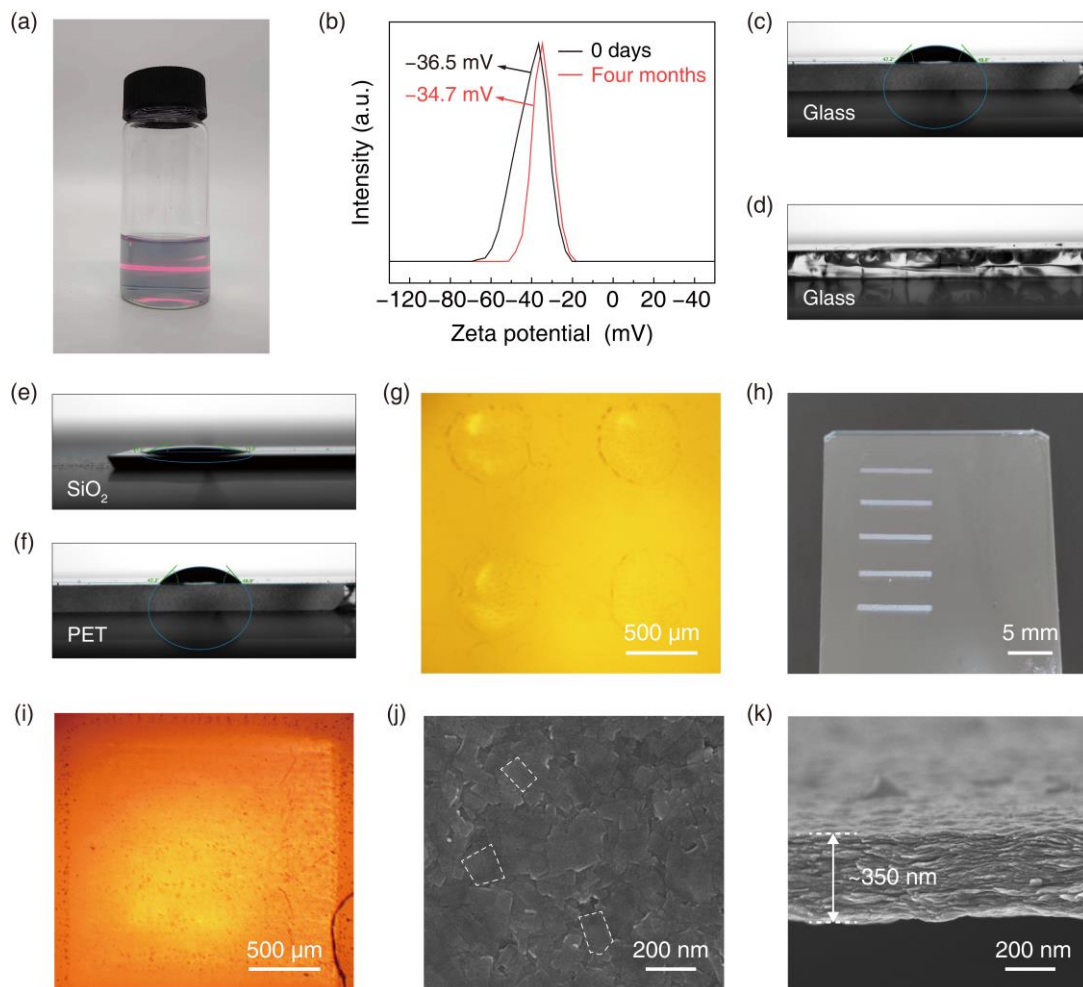 (a)
(b)
−36.5 mV
−34.7 mV
0 days
Four months
Intensity (a.u.)
−120−80−60−40−20 0 20 −40
Zeta potential (mV)
(c)
Glass
(d)
Glass
(e)
SiO₂
(f)
PET
(g)
500 μm
(h)
5 mm
(i)
500 μm
(j)
200 nm
(k)
~350 nm
200 nm